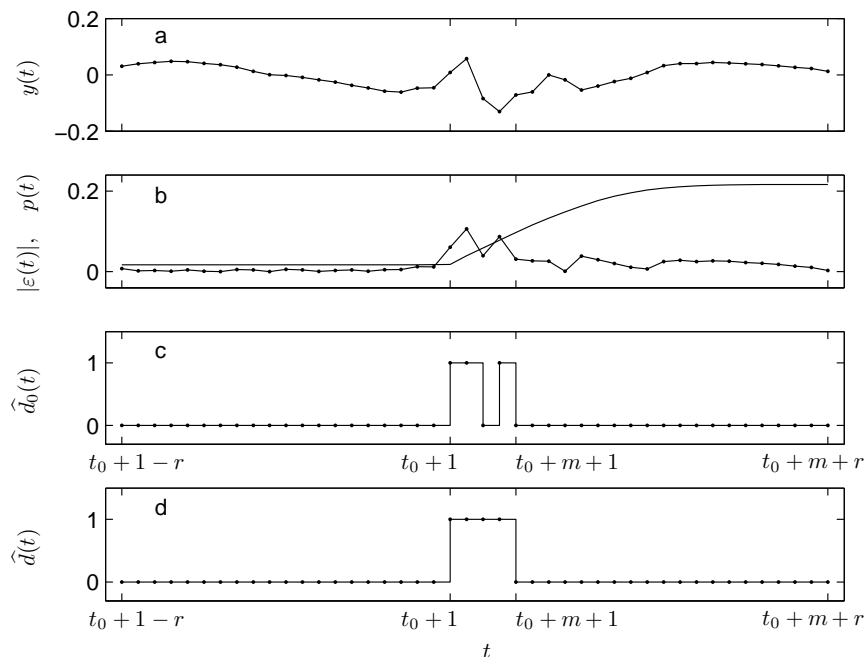 a
0.2
0
−0.2
y(t)
b
0.2
0
|ε(t)|, p(t)
c
1
0
d̂₀(t)
t₀ + 1 − r
t₀ + 1
t₀ + m + 1
t₀ + m + r
d
1
0
d̂(t)
t₀ + 1 − r
t₀ + 1
t₀ + m + 1
t₀ + m + r
t